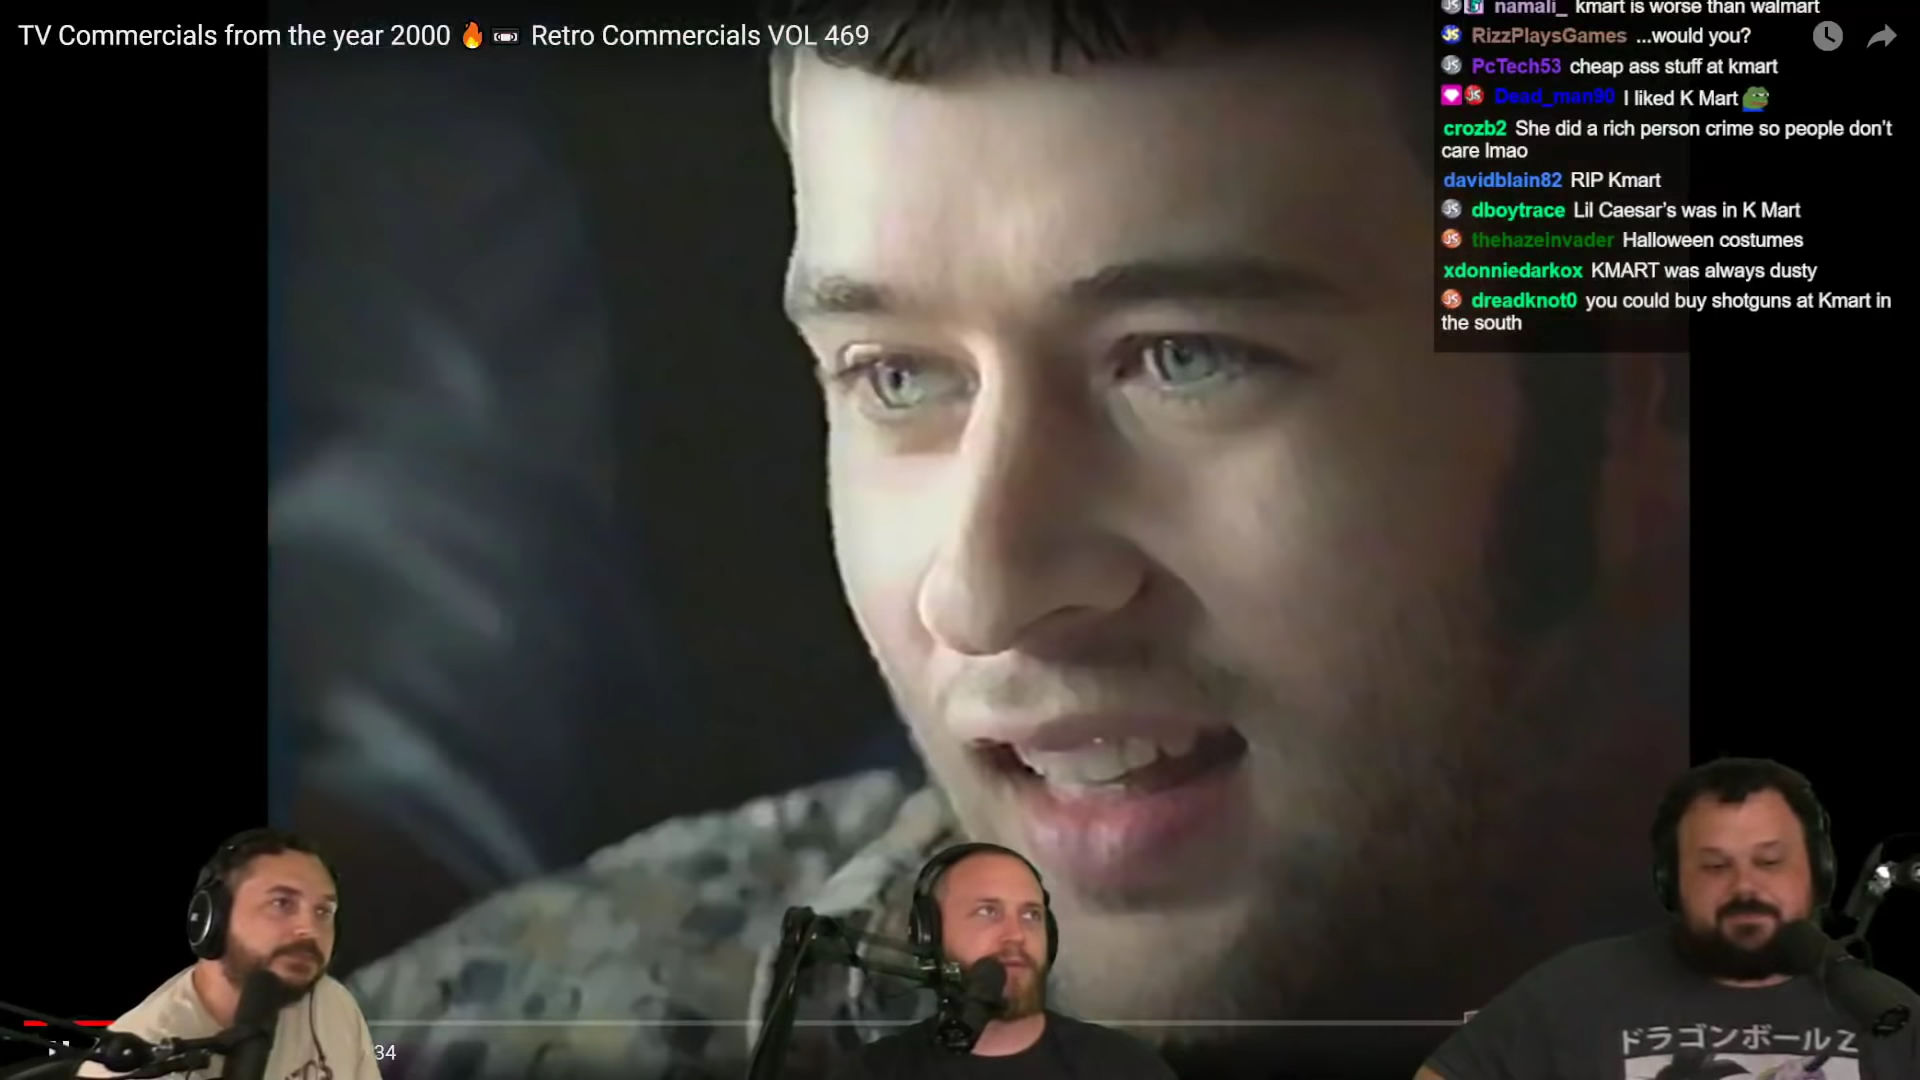 TV Commercials from the year 2000 🔥📼 Retro Commercials VOL 469
namali_ kmart is worse than walmart
RizzPlaysGames ...would you?
PcTech53 cheap ass stuff at kmart
Dead_man90 I liked K Mart
crozb2 She did a rich person crime so people don't
care lmao
davidblain82 RIP Kmart
dboytrace Lil Caesar's was in K Mart
thehazeinvader Halloween costumes
xdonniedarkox KMART was always dusty
dreadknot0 you could buy shotguns at Kmart in
the south
34
ドラゴンボールZ